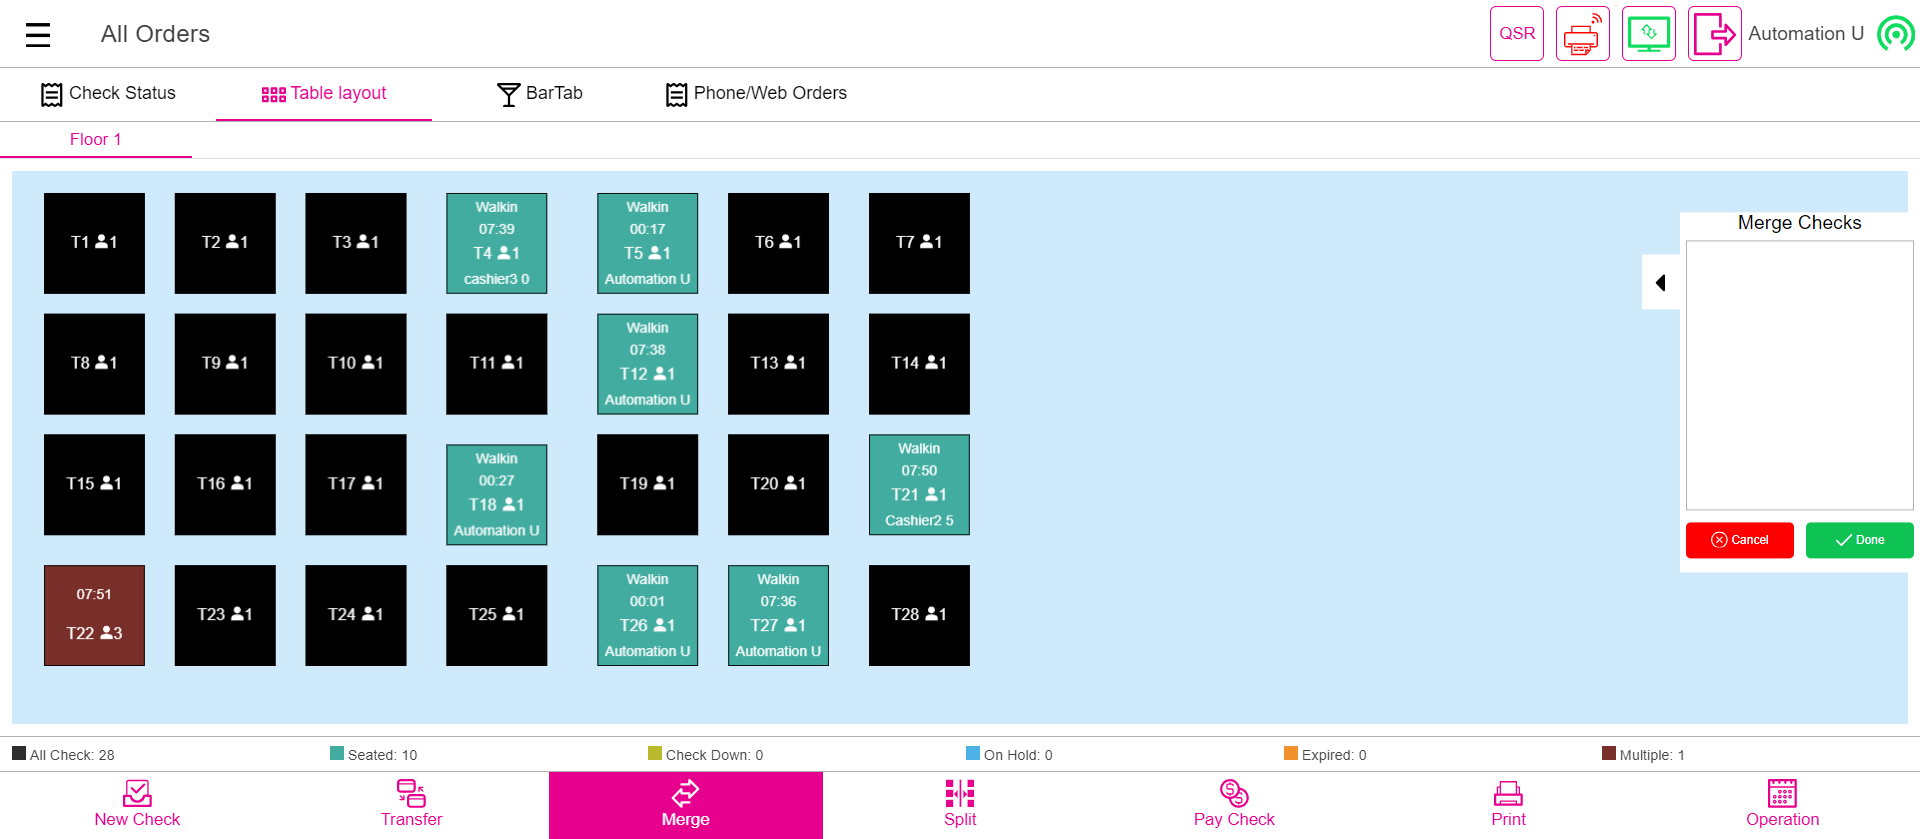 All Orders
QSR
Automation U
Check Status
Table layout
BarTab
Phone/Web Orders
Floor 1
T1 1
T2 1
T3 1
Walkin
07:39
T4 1
cashier3 0
Walkin
00:17
T5 1
Automation U
T6 1
T7 1
Merge Checks
T8 1
T9 1
T10 1
T11 1
Walkin
07:38
T12 1
Automation U
T13 1
T14 1
T15 1
T16 1
T17 1
Walkin
00:27
T18 1
Automation U
T19 1
T20 1
Walkin
07:50
T21 1
Cashier2 5
Cancel
Done
07:51
T22 3
T23 1
T24 1
T25 1
Walkin
00:01
T26 1
Automation U
Walkin
07:36
T27 1
Automation U
T28 1
All Check: 28
Seated: 10
Check Down: 0
On Hold: 0
Expired: 0
Multiple: 1
New Check
Transfer
Merge
Split
Pay Check
Print
Operation